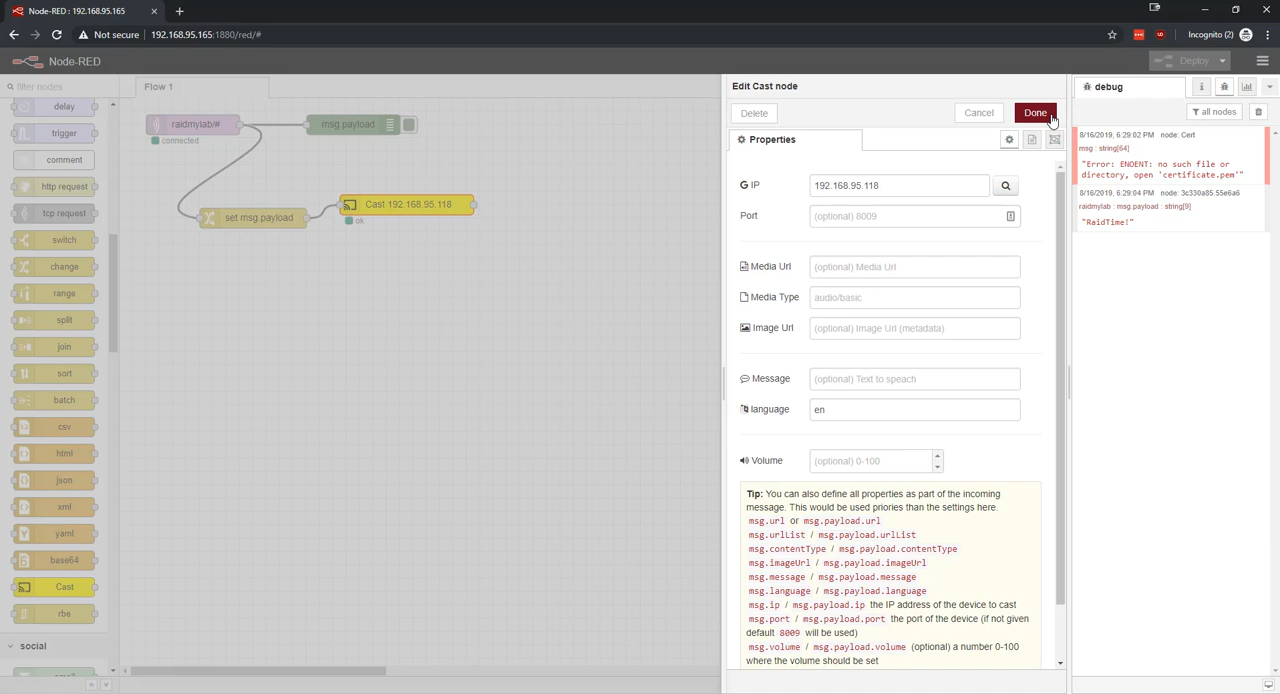 Node-RED : 192.168.95.165
Not secure
192.168.95.165:1880/red/#
Incognito (2)
Node-RED
Deploy
filter nodes
delay
trigger
comment
http request
tcp request
switch
change
range
split
join
sort
batch
csv
html
json
xml
yaml
base64
Cast
rbe
social
Flow 1
raidmylab/#
connected
msg.payload
set msg.payload
Cast 192.168.95.118
ok
Edit Cast node
Delete
Cancel
Done
Properties
IP
192.168.95.118
Port
(optional) 8009
Media Url
(optional) Media Url
Media Type
audio/basic
Image Url
(optional) Image Url (metadata)
Message
(optional) Text to speach
language
en
Volume
(optional) 0-100
Tip: You can also define all properties as part of the incoming
message. This would be used priories than the settings here.
msg.url or msg.payload.url
msg.urlList / msg.payload.urlList
msg.contentType / msg.payload.contentType
msg.imageUrl / msg.payload.imageUrl
msg.message / msg.payload.message
msg.language / msg.payload.language
msg.ip / msg.payload.ip the IP address of the device to cast
msg.port / msg.payload.port the port of the device (if not given
default 8009 will be used)
msg.volume / msg.payload.volume (optional) a number 0-100
where the volume should be set
debug
all nodes
8/16/2019, 6:29:02 PM node: Cert
msg : string[64]
"Error: ENOENT: no such file or
directory, open 'certificate.pem'"
8/16/2019, 6:29:04 PM node: 3c330a85.55e6a6
raidmylab : msg.payload : string[9]
"RaidTime!"